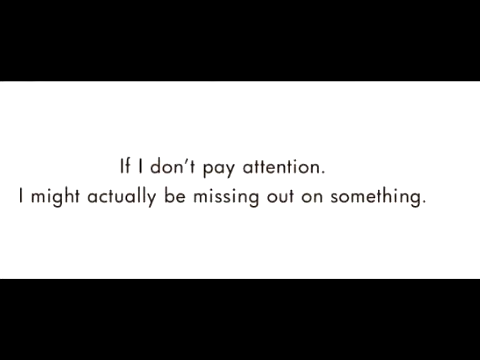 If I don't pay attention.
I might actually be missing out on something.